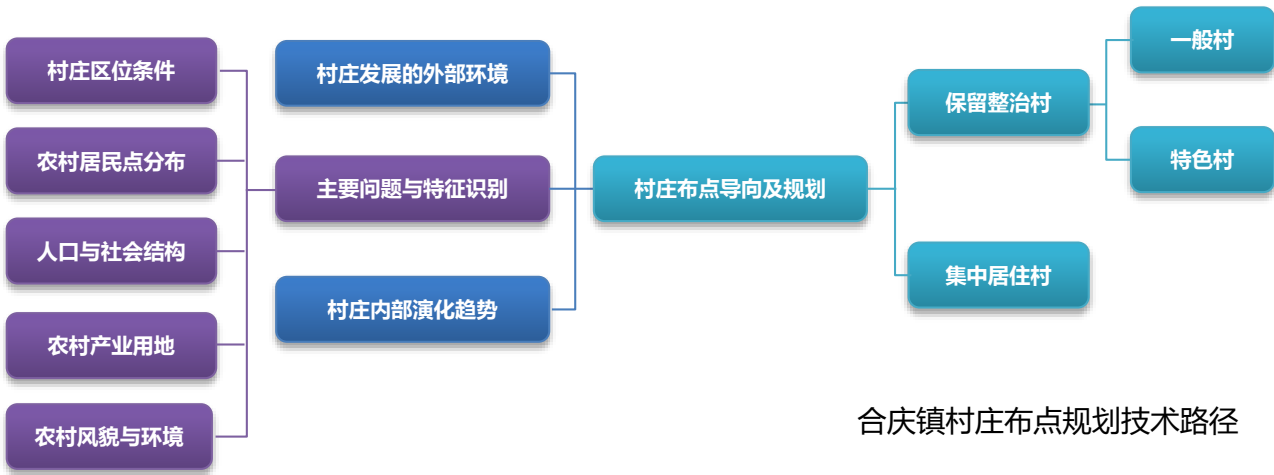 村庄区位条件
农村居民点分布
人口与社会结构
农村产业用地
农村风貌与环境
村庄发展的外部环境
主要问题与特征识别
村庄内部演化趋势
村庄布点导向及规划
保留整治村
集中居住村
一般村
特色村
合庆镇村庄布点规划技术路径